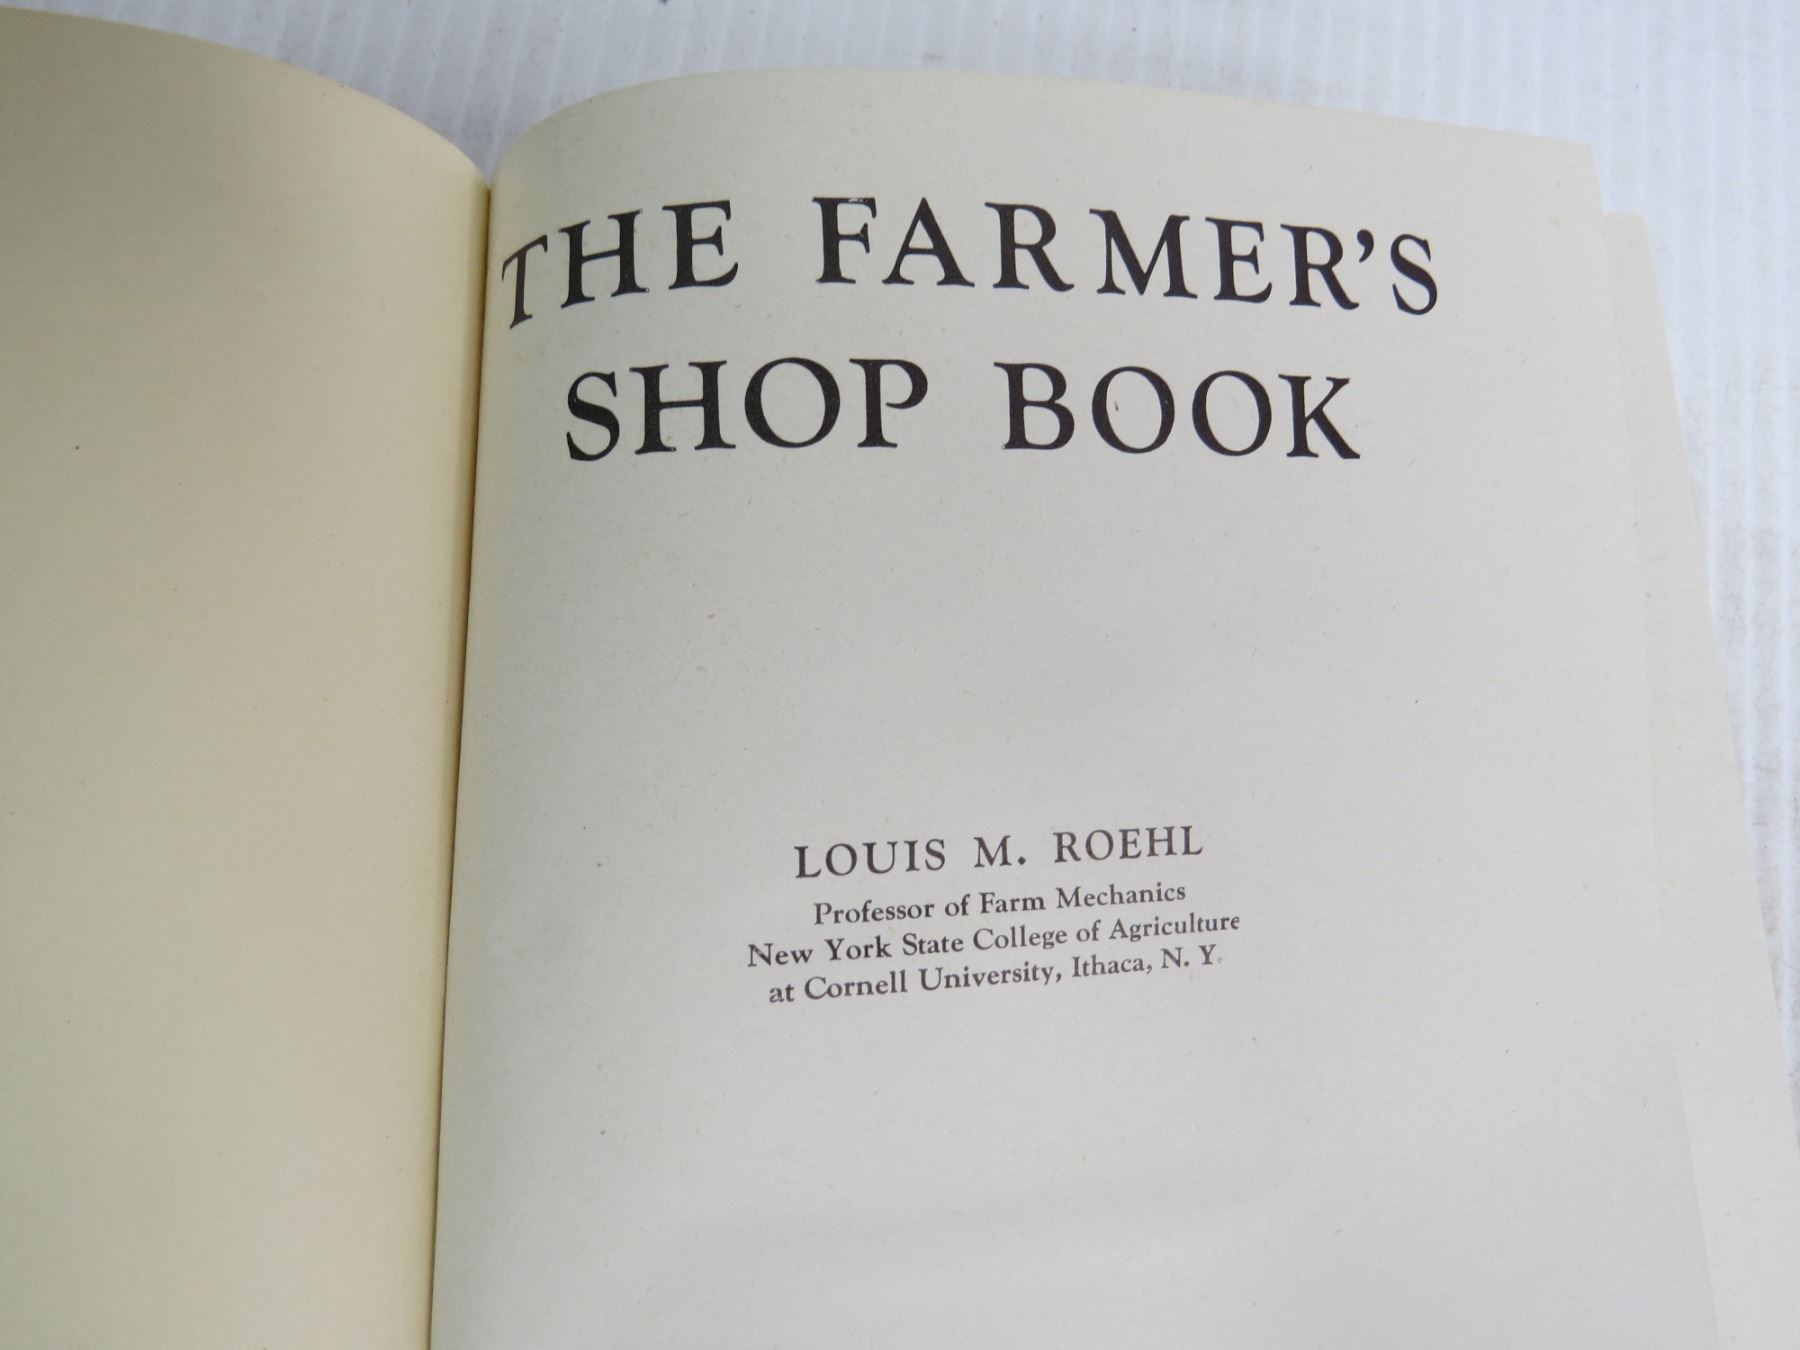 THE FARMER'S
SHOP BOOK
LOUIS M. ROEHL
Professor of Farm Mechanics
New York State College of Agriculture
at Cornell University, Ithaca, N. Y.